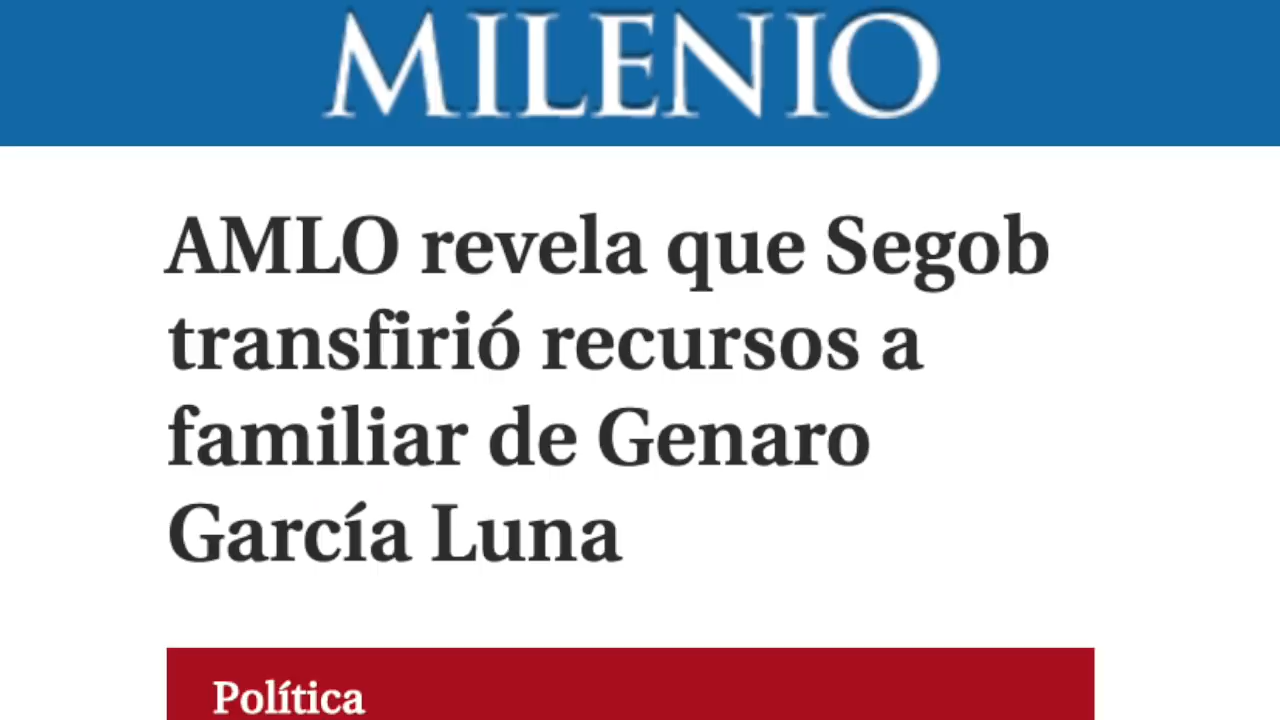 MILENIO
AMLO revela que Segob
transfirió recursos a
familiar de Genaro
García Luna
Política